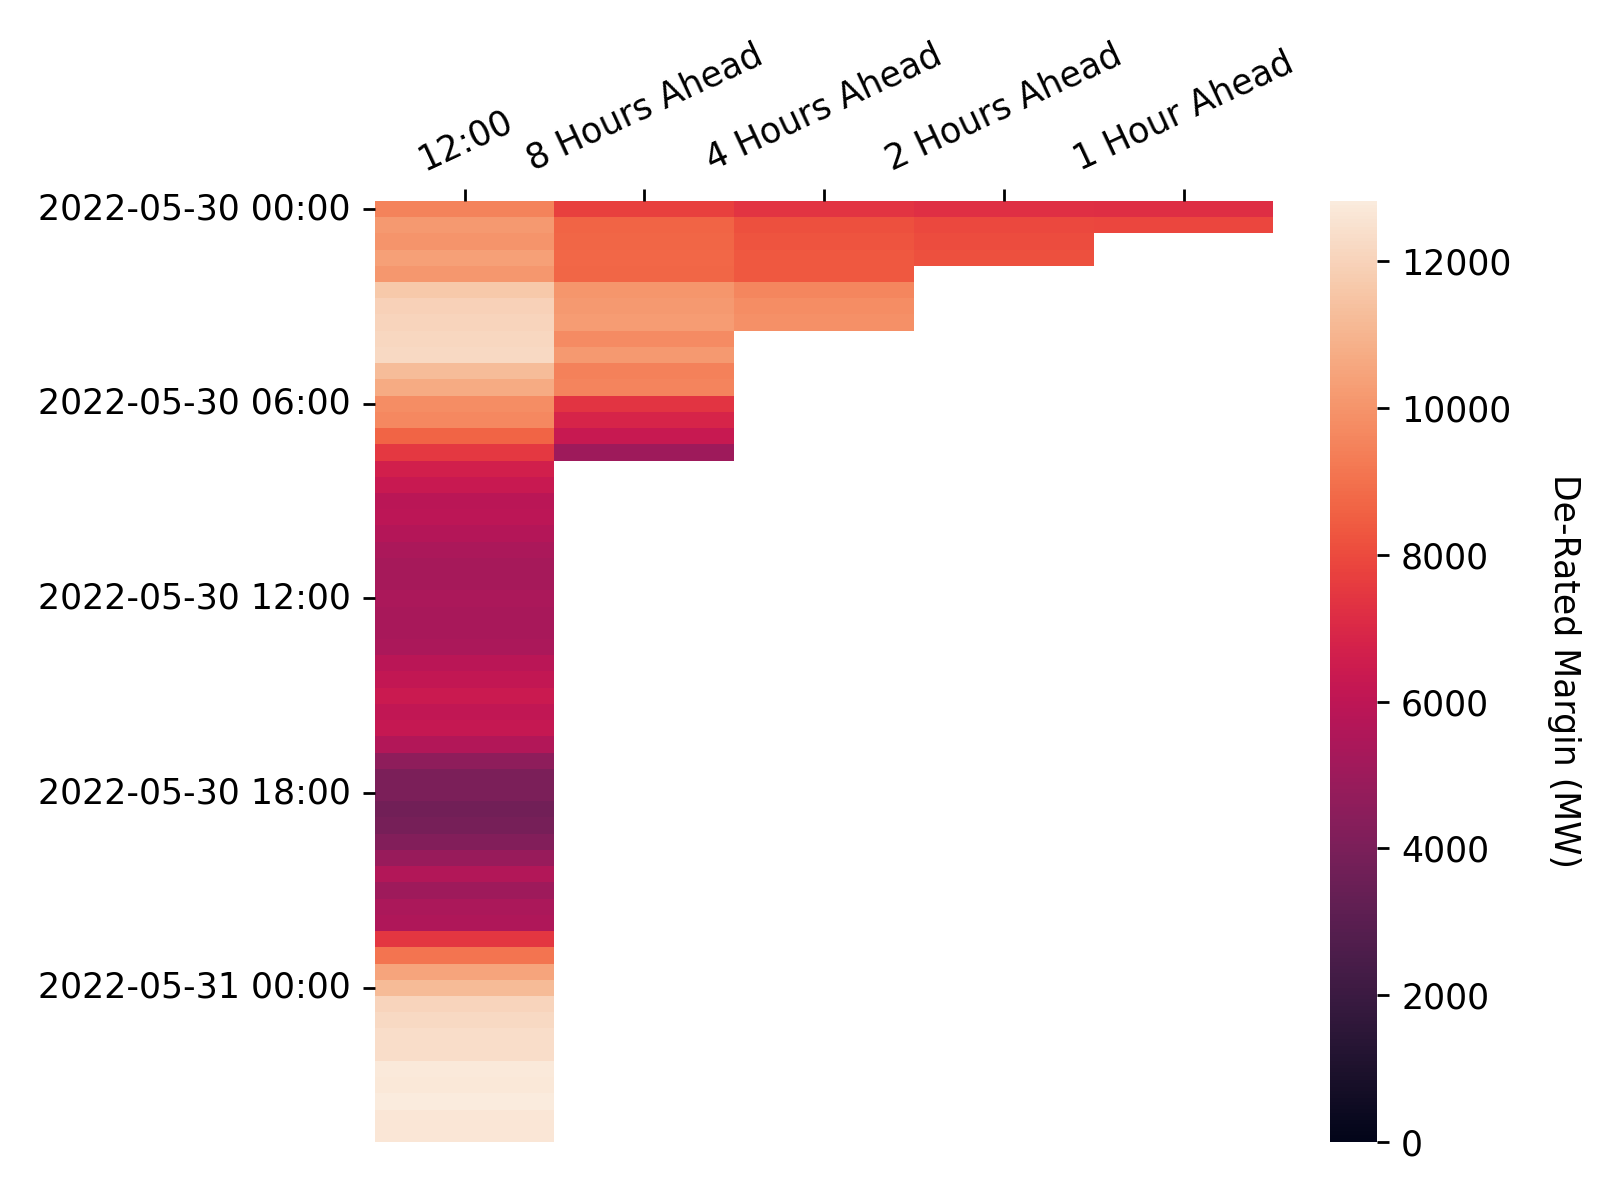 12:00
8 Hours Ahead
4 Hours Ahead
2 Hours Ahead
1 Hour Ahead
2022-05-30 00:00
2022-05-30 06:00
2022-05-30 12:00
2022-05-30 18:00
2022-05-31 00:00
12000
10000
8000
6000
4000
2000
0
De-Rated Margin (MW)